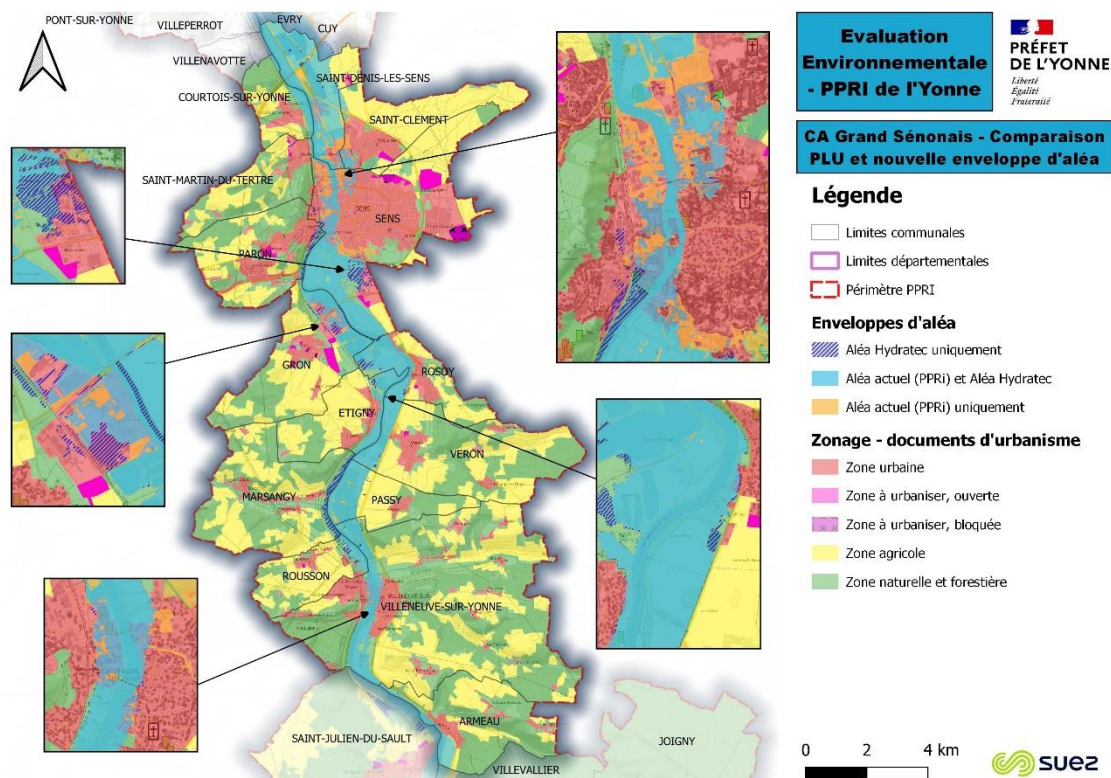 PONT-SUR-YONNE
VILLEPERROT
EVRY
CUY
VILLENAVOTTE
SAINT-DENIS-LES-SENS
COURTOIS-SUR-YONNE
SAINT-CLEMENT
SAINT-MARTIN-DU-TERTRE
SENS
SENS
PARON
GRON
ROSOY
ETIGNY
VERON
MARSANGY
PASSY
ROUSSON
VILLENEUVE-SUR-YONNE
ARMEAU
SAINT-JULIEN-DU-SAULT
JOIGNY
VILLEVALLIER
Evaluation
Environnementale
- PPRI de l'Yonne
PRÉFET
DE L'YONNE
Liberté
Égalité
Fraternité
CA Grand Sénonais - Comparaison
PLU et nouvelle enveloppe d'aléa
Légende
Limites communales
Limites départementales
Périmètre PPRI
Enveloppes d'aléa
Aléa Hydratec uniquement
Aléa actuel (PPRi) et Aléa Hydratec
Aléa actuel (PPRi) uniquement
Zonage - documents d'urbanisme
Zone urbaine
Zone à urbaniser, ouverte
Zone à urbaniser, bloquée
Zone agricole
Zone naturelle et forestière
0 2 4 km
suez